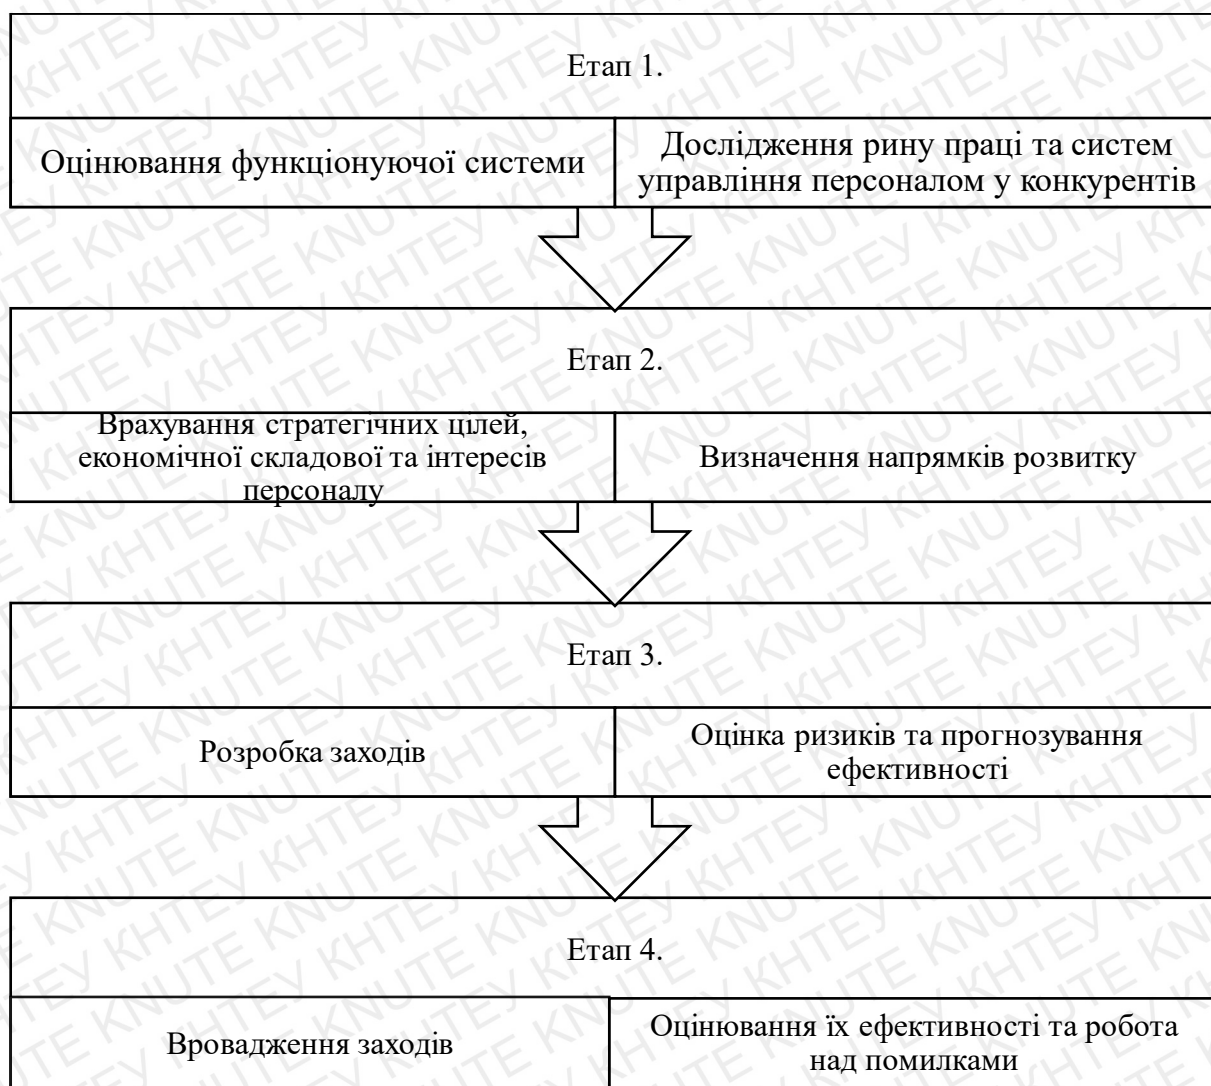 Етап 1.
Оцінювання функціонуючої системи
Дослідження рину праці та систем
управління персоналом у конкурентів
Етап 2.
Врахування стратегічних цілей,
економічної складової та інтересів
персоналу
Визначення напрямків розвитку
Етап 3.
Розробка заходів
Оцінка ризиків та прогнозування
ефективності
Етап 4.
Вровадження заходів
Оцінювання їх ефективності та робота
над помилками